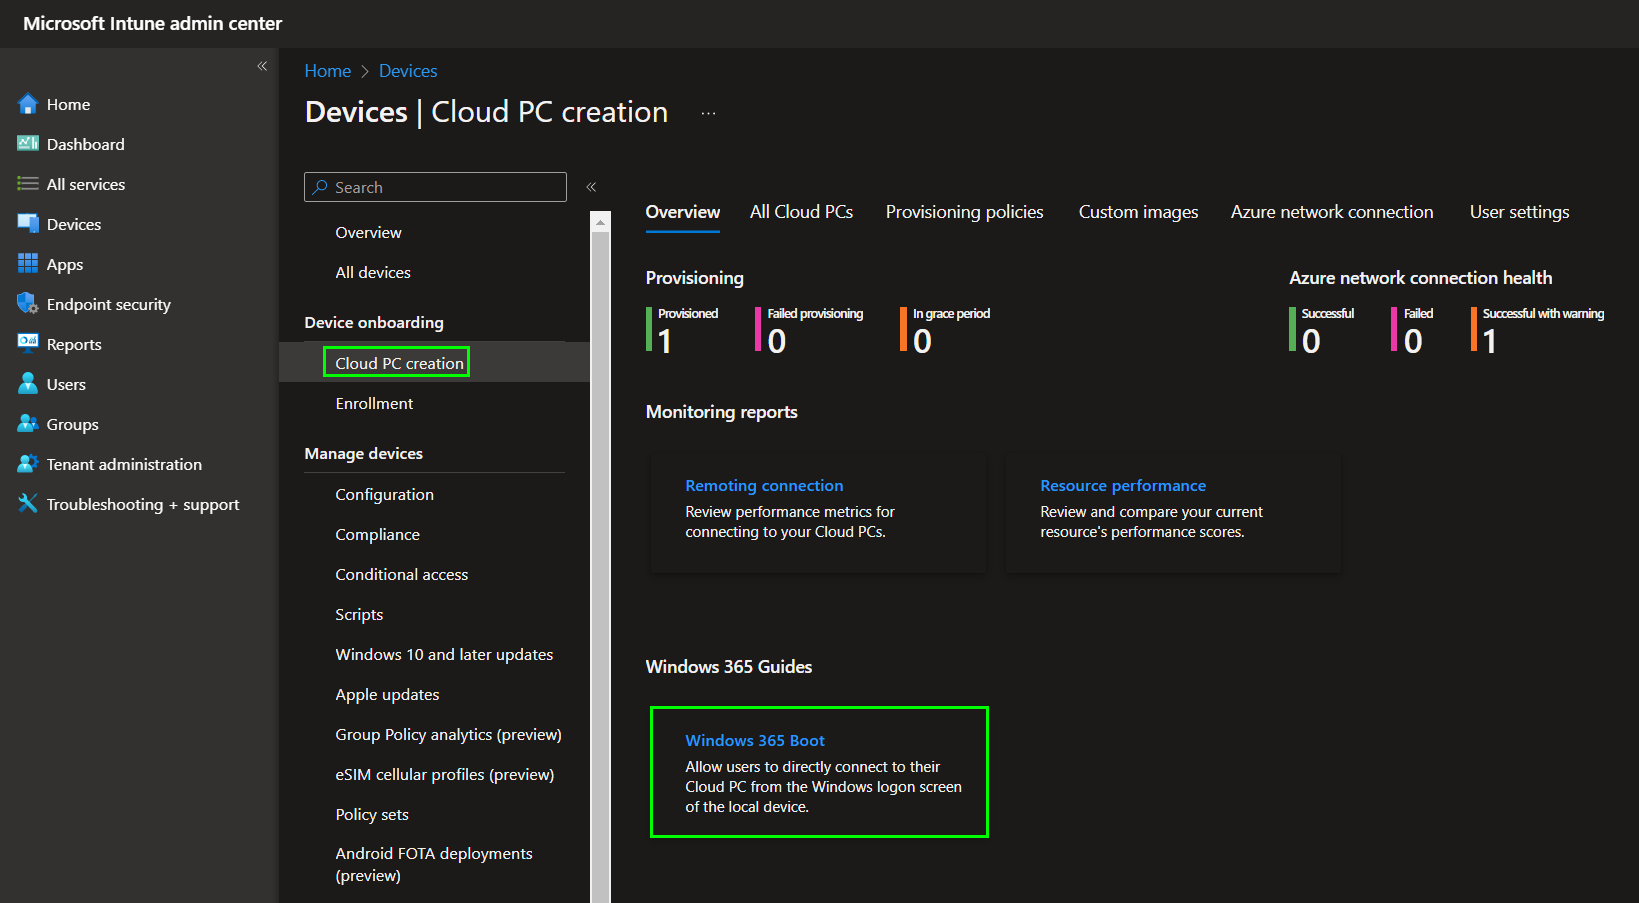 Microsoft Intune admin center
Home
Dashboard
All services
Devices
Apps
Endpoint security
Reports
Users
Groups
Tenant administration
Troubleshooting + support
Home > Devices
Devices | Cloud PC creation ...
Search
Overview
All devices
Device onboarding
Cloud PC creation
Enrollment
Manage devices
Configuration
Compliance
Conditional access
Scripts
Windows 10 and later updates
Apple updates
Group Policy analytics (preview)
eSIM cellular profiles (preview)
Policy sets
Android FOTA deployments
(preview)
Overview All Cloud PCs Provisioning policies Custom images Azure network connection User settings
Provisioning
Provisioned
1
Failed provisioning
0
In grace period
0
Azure network connection health
Successful
0
Failed
0
Successful with warning
1
Monitoring reports
Remoting connection
Review performance metrics for
connecting to your Cloud PCs.
Resource performance
Review and compare your current
resource's performance scores.
Windows 365 Guides
Windows 365 Boot
Allow users to directly connect to their
Cloud PC from the Windows logon screen
of the local device.